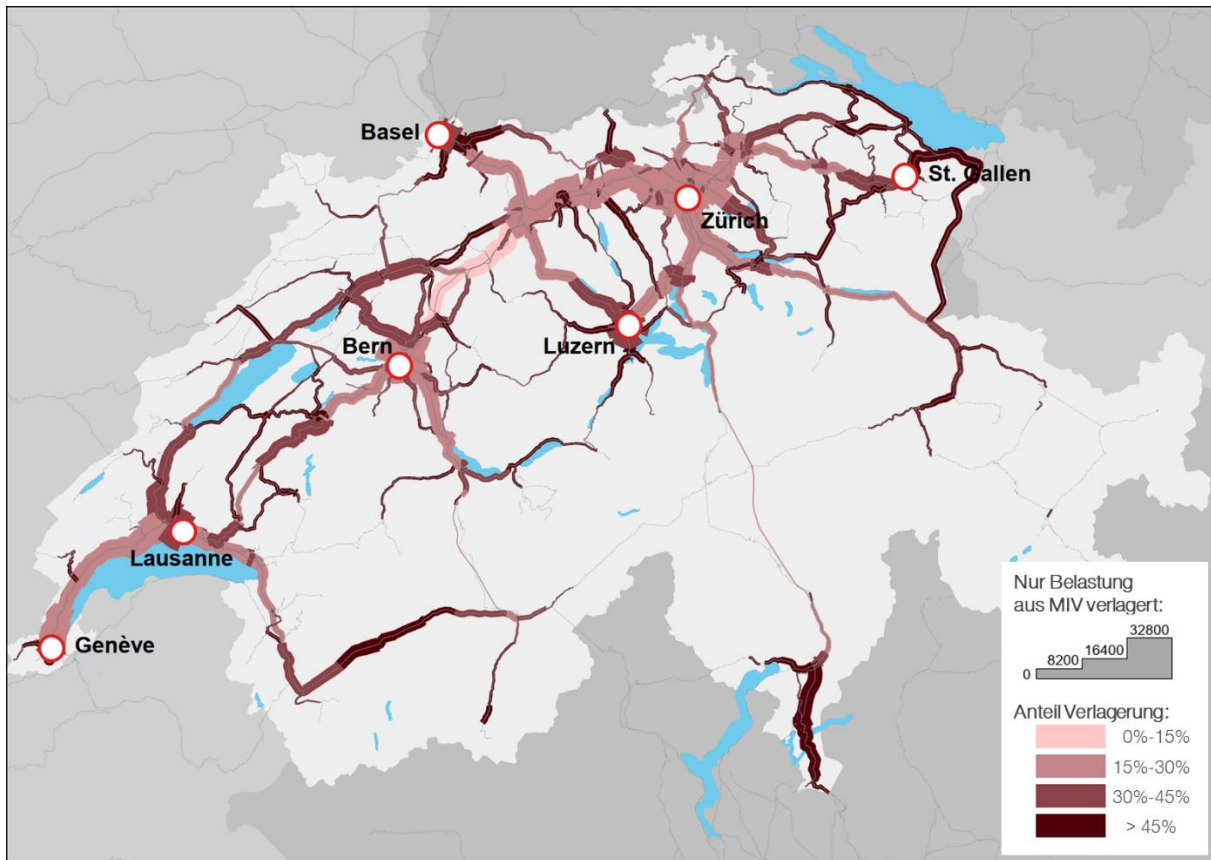 Basel
St. Gallen
Zürich
Bern
Luzern
Lausanne
Genève
Nur Belastung
aus MIV verlagert:
32800
16400
8200
0
Anteil Verlagerung:
0%-15%
15%-30%
30%-45%
> 45%